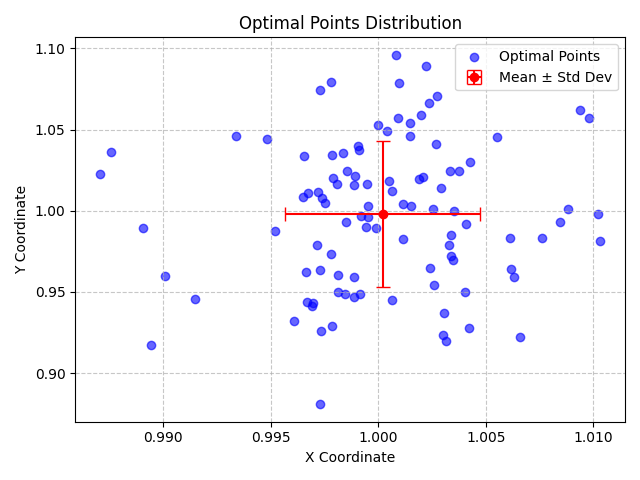 Optimal Points Distribution
Optimal Points
Mean ± Std Dev
Y Coordinate
1.10
1.05
1.00
0.95
0.90
0.990
0.995
1.000
1.005
1.010
X Coordinate